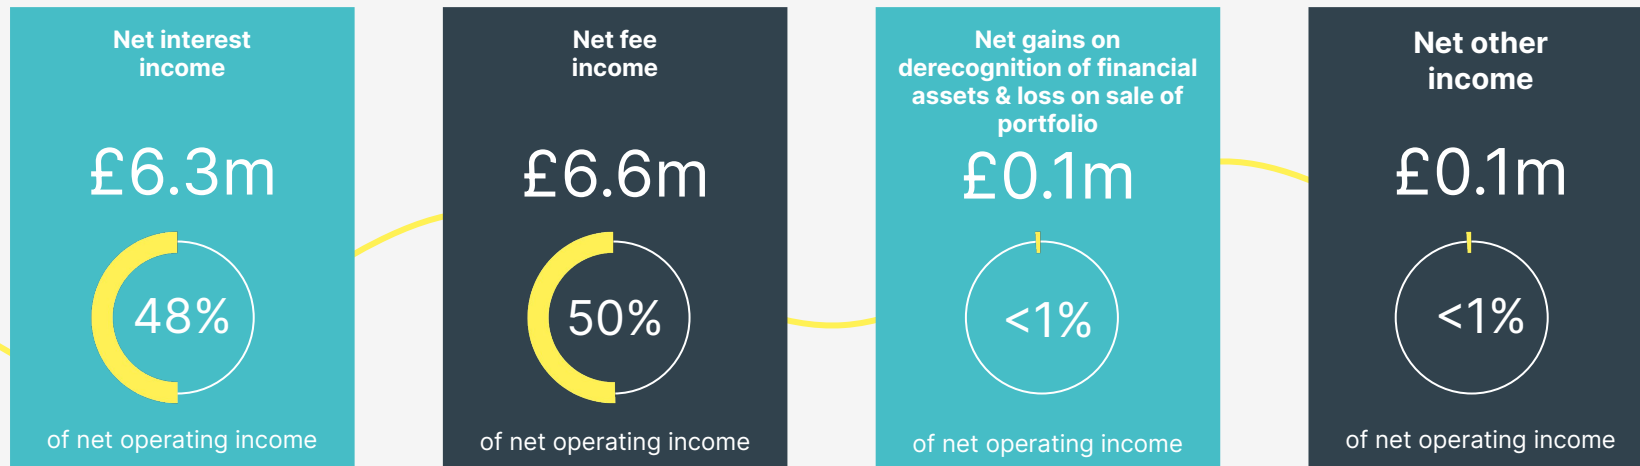 Net interest
income
£6.3m
48%
of net operating income
Net fee
income
£6.6m
50%
of net operating income
Net gains on
derecognition of financial
assets & loss on sale of
portfolio
£0.1m
<1%
of net operating income
Net other
income
£0.1m
<1%
of net operating income